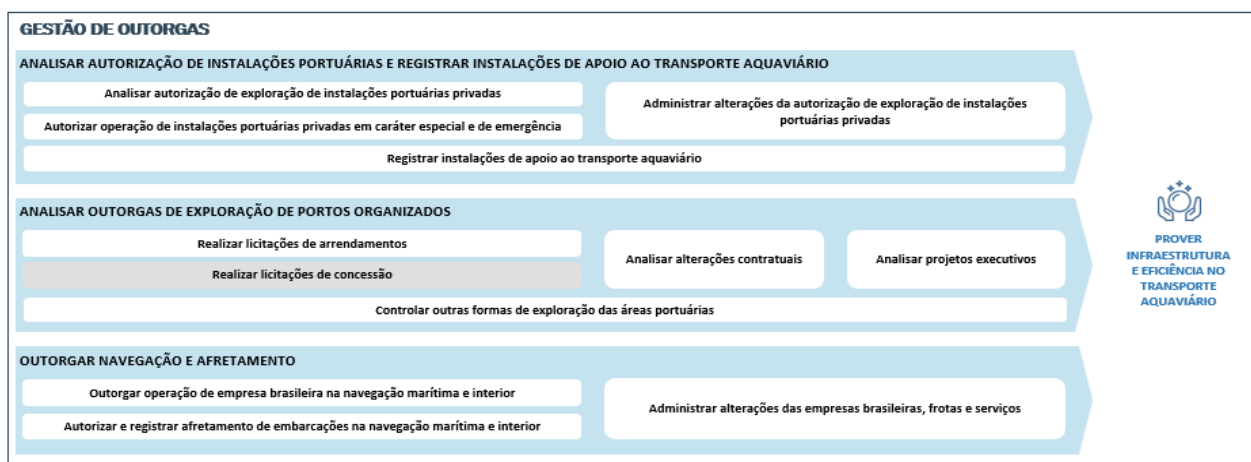 GESTÃO DE OUTORGAS
ANALISAR AUTORIZAÇÃO DE INSTALAÇÕES PORTUÁRIAS E REGISTRAR INSTALAÇÕES DE APOIO AO TRANSPORTE AQUAVIÁRIO
Analisar autorização de exploração de instalações portuárias privadas
Autorizar operação de instalações portuárias privadas em caráter especial e de emergência
Administrar alterações da autorização de exploração de instalações
portuárias privadas
Registrar instalações de apoio ao transporte aquaviário
ANALISAR OUTORGAS DE EXPLORAÇÃO DE PORTOS ORGANIZADOS
Realizar licitações de arrendamentos
Realizar licitações de concessão
Analisar alterações contratuais
Analisar projetos executivos
Controlar outras formas de exploração das áreas portuárias
OUTORGAR NAVEGAÇÃO E AFRETAMENTO
Outorgar operação de empresa brasileira na navegação marítima e interior
Autorizar e registrar afretamento de embarcações na navegação marítima e interior
Administrar alterações das empresas brasileiras, frotas e serviços
PROVER
INFRAESTRUTURA
E EFICIÊNCIA NO
TRANSPORTE
AQUAVIÁRIO